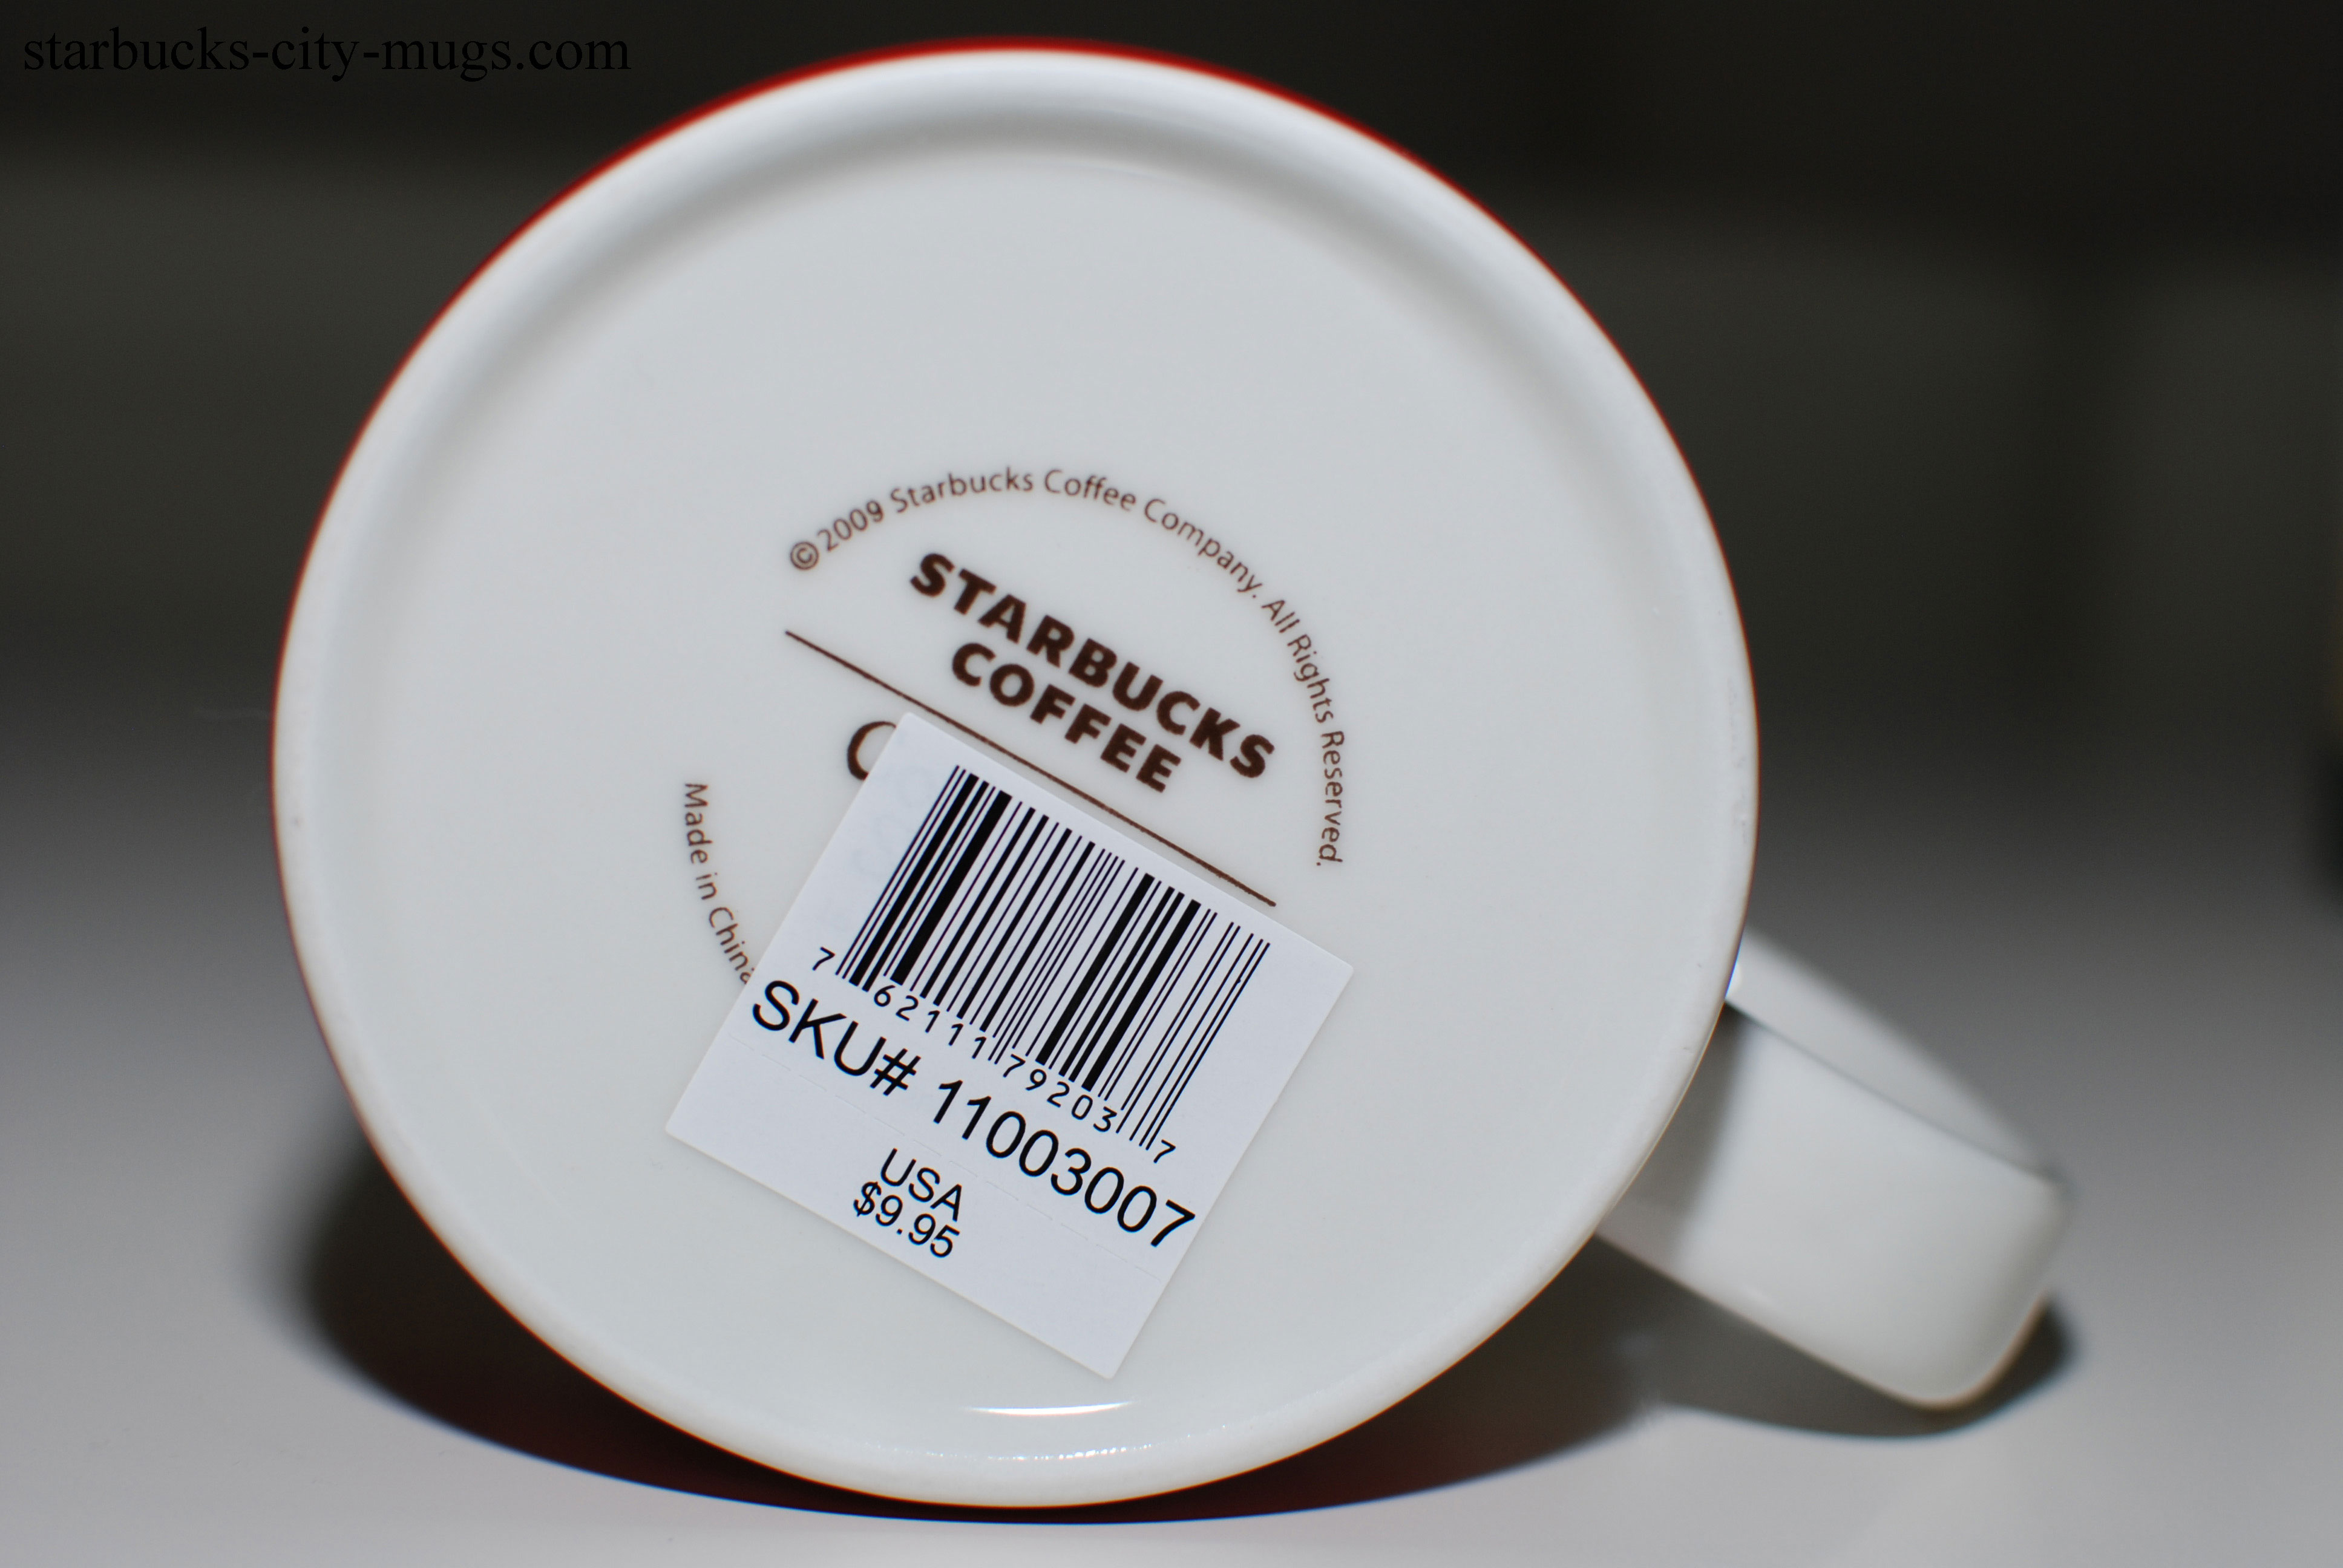 starbucks-city-mugs.com
©2009 Starbucks Coffee Company. All Rights Reserved.
STARBUCKS
COFFEE
Made in China
7 62111 79203 7
SKU# 11003007
USA
$9.95